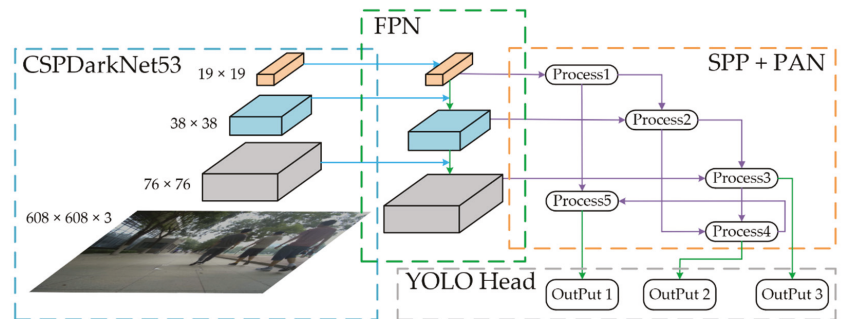 FPN
CSPDarkNet53
SPP + PAN
19 × 19
Process1
38 × 38
Process2
76 × 76
Process3
Process5
608 × 608 × 3
Process4
YOLO Head
OutPut 1
OutPut 2
OutPut 3